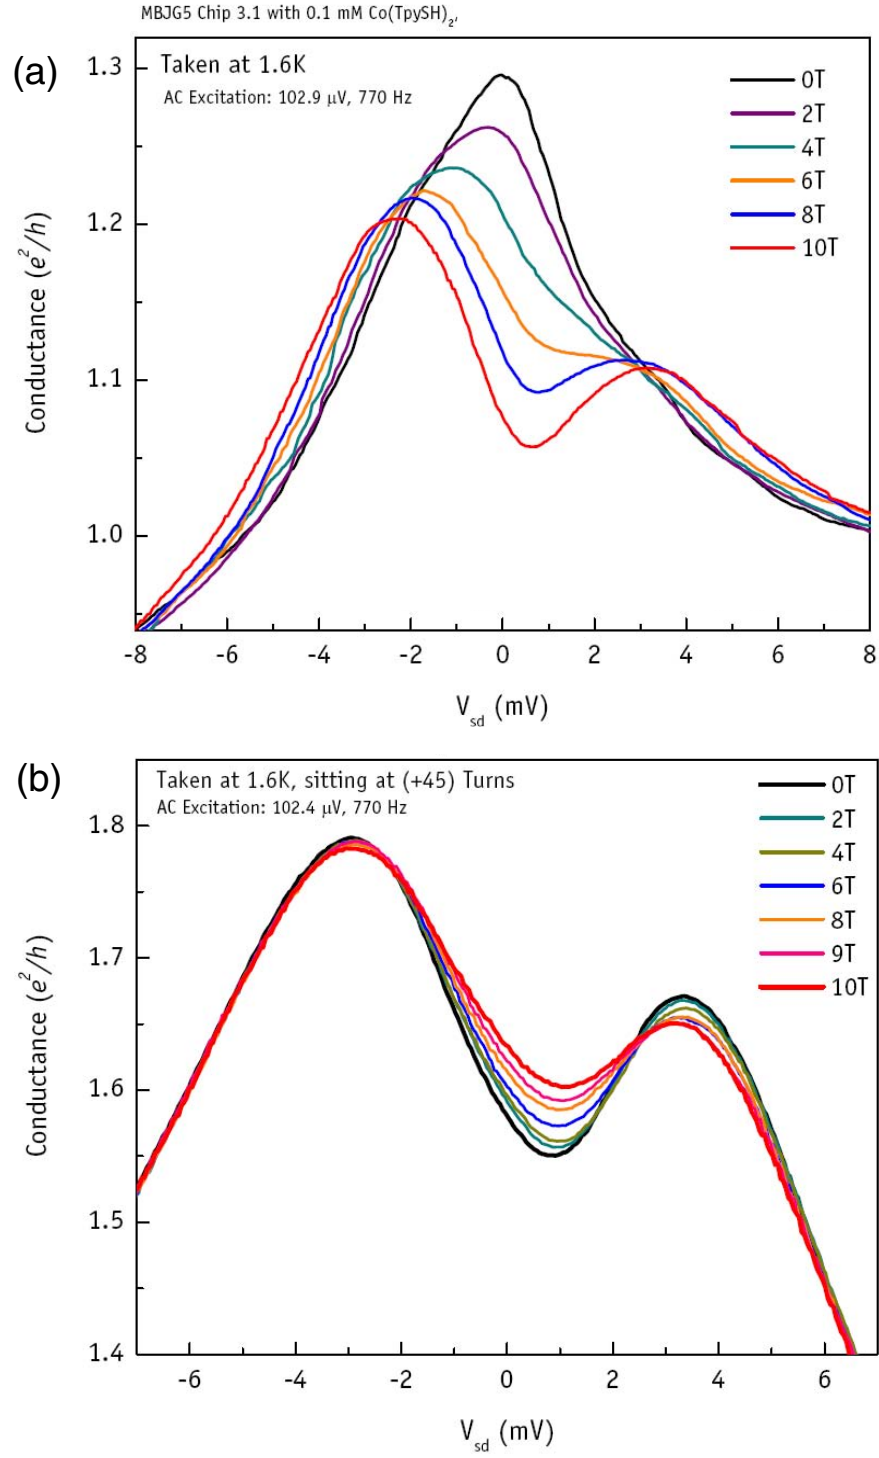 MBJG5 Chip 3.1 with 0.1 mM Co(TpySH)₂,
(a)
Taken at 1.6K
AC Excitation: 102.9 μV, 770 Hz
0T
2T
4T
6T
8T
10T
1.3
1.2
1.1
1.0
Conductance (e²/h)
-8 -6 -4 -2 0 2 4 6 8
V_sd (mV)
(b)
Taken at 1.6K, sitting at (+45) Turns
AC Excitation: 102.4 μV, 770 Hz
0T
2T
4T
6T
8T
9T
10T
1.8
1.7
1.6
1.5
1.4
Conductance (e²/h)
-6 -4 -2 0 2 4 6
V_sd (mV)